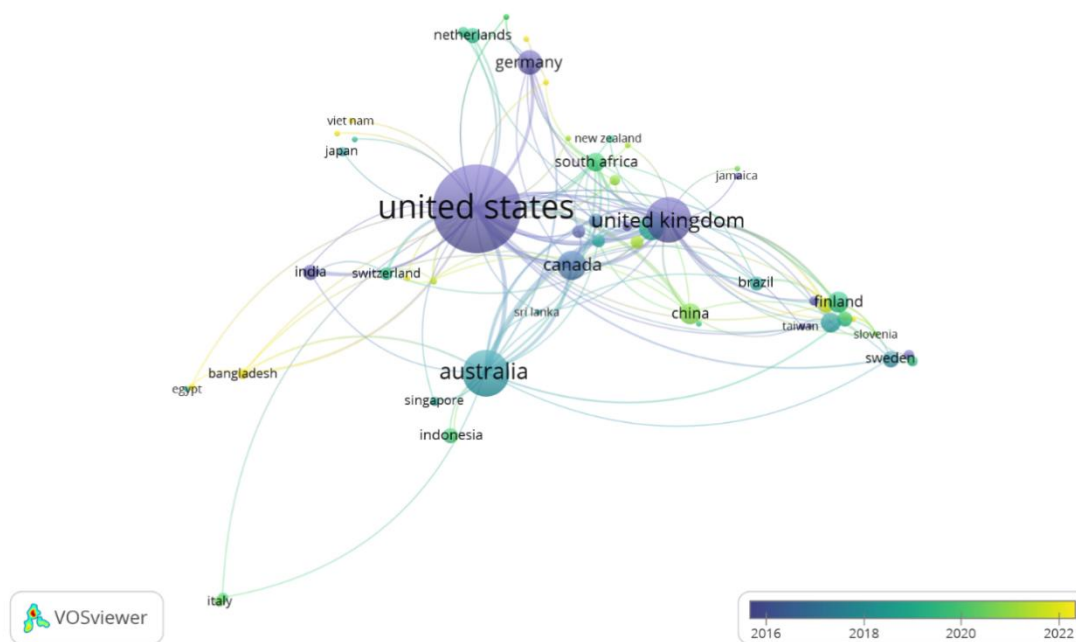 netherlands
germany
viet nam
japan
new zealand
south africa
jamaica
united states
united kingdom
canada
india
switzerland
brazil
finland
sri lanka
china
taiwan
slovenia
sweden
australia
bangladesh
egypt
singapore
indonesia
italy
VOSviewer
2016 2018 2020 2022